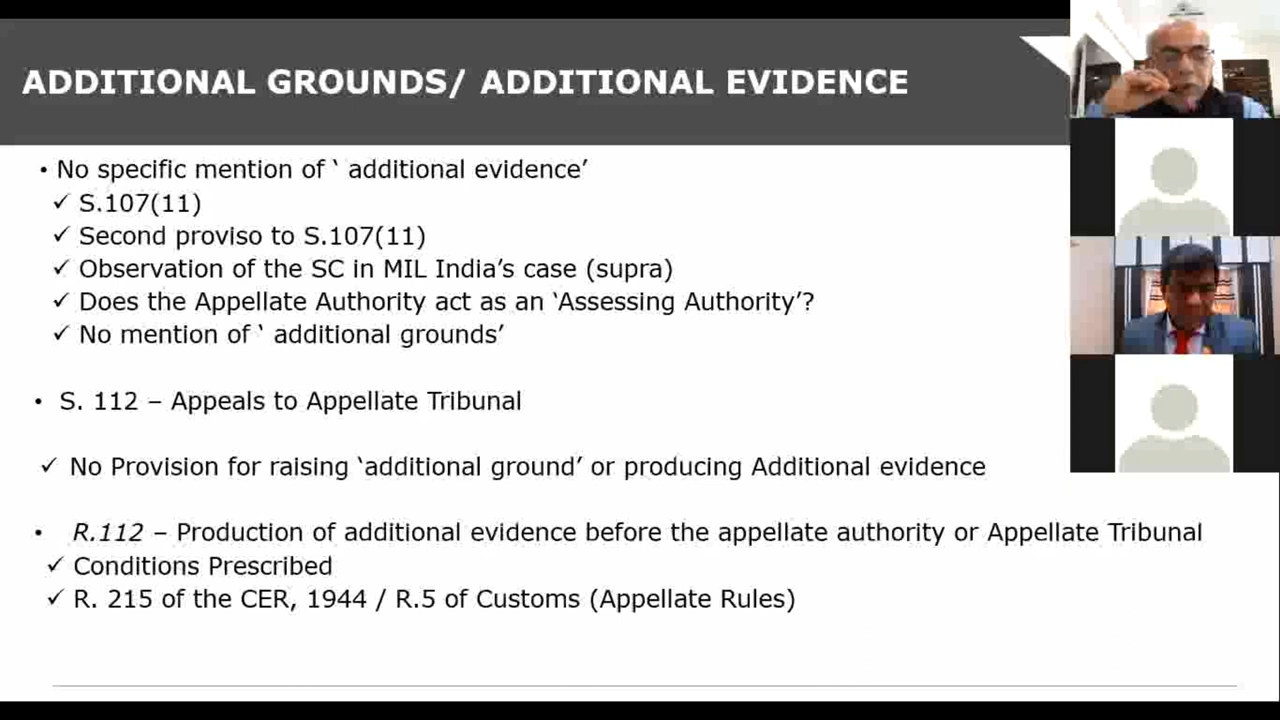 ADDITIONAL GROUNDS/ ADDITIONAL EVIDENCE
• No specific mention of ‘ additional evidence’
✓ S.107(11)
✓ Second proviso to S.107(11)
✓ Observation of the SC in MIL India’s case (supra)
✓ Does the Appellate Authority act as an ‘Assessing Authority’?
✓ No mention of ‘ additional grounds’
• S. 112 – Appeals to Appellate Tribunal
✓ No Provision for raising ‘additional ground’ or producing Additional evidence
• R.112 – Production of additional evidence before the appellate authority or Appellate Tribunal
✓ Conditions Prescribed
✓ R. 215 of the CER, 1944 / R.5 of Customs (Appellate Rules)